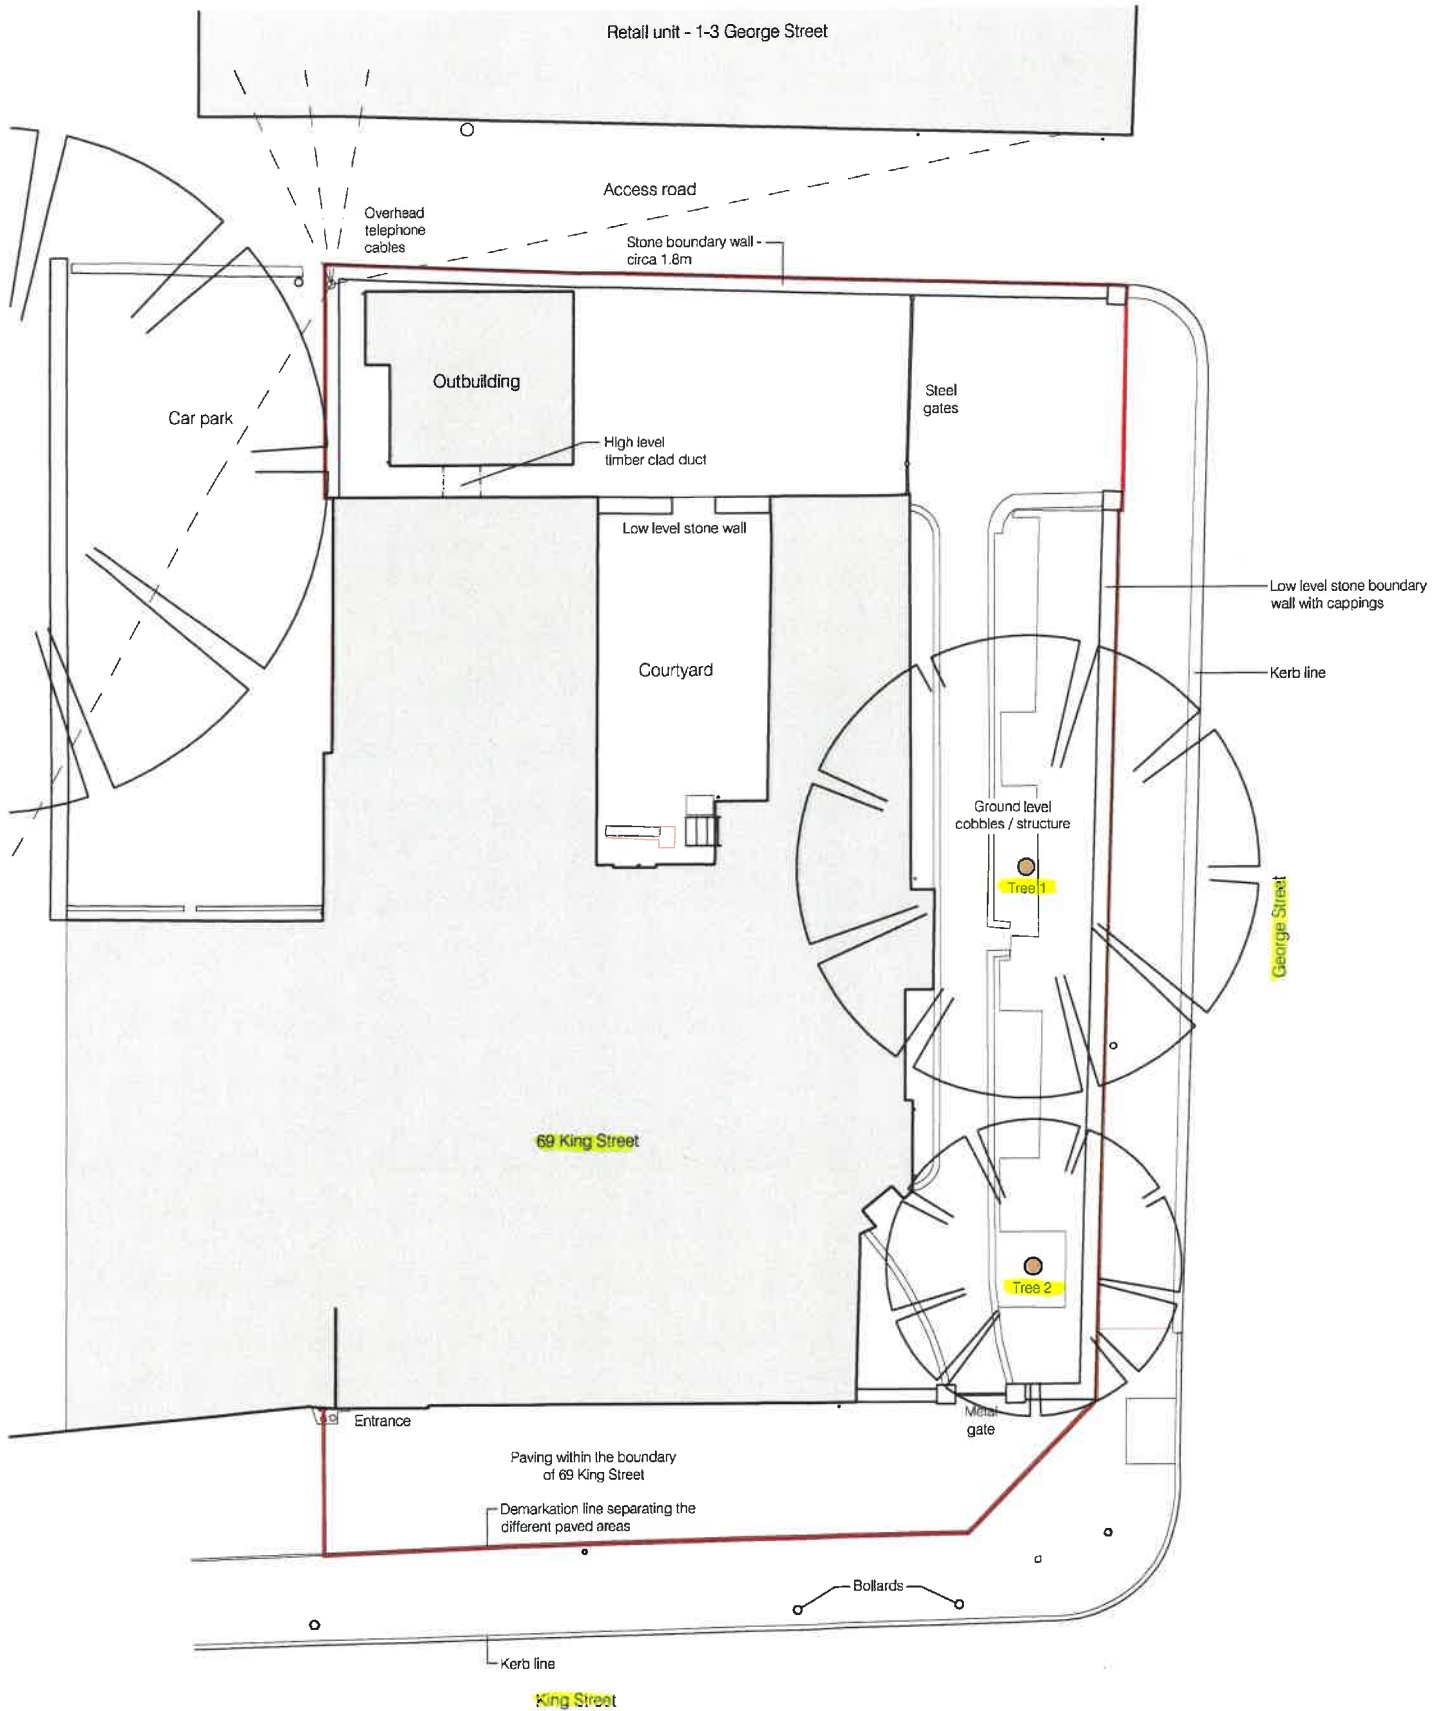 Retail unit - 1-3 George Street
Access road
Overhead
telephone
cables
Stone boundary wall -
circa 1.8m
Outbuilding
Steel
gates
Car park
High level
timber clad duct
Low level stone wall
Low level stone boundary
wall with cappings
Courtyard
Kerb line
Ground level
cobbles / structure
Tree 1
George Street
69 King Street
Tree 2
Entrance
Metal
gate
Paving within the boundary
of 69 King Street
Demarkation line separating the
different paved areas
Bollards
Kerb line
King Street